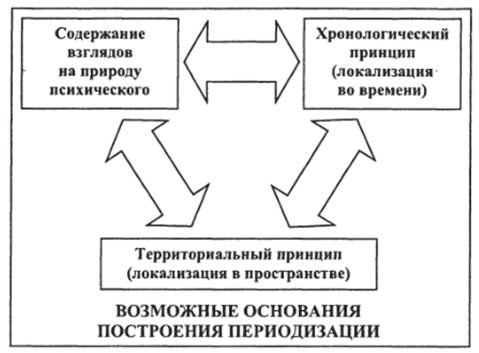 Содержание
взглядов
на природу
психического
Хронологический
принцип
(локализация
во времени)
Территориальный принцип
(локализация в пространстве)
ВОЗМОЖНЫЕ ОСНОВАНИЯ
ПОСТРОЕНИЯ ПЕРИОДИЗАЦИИ